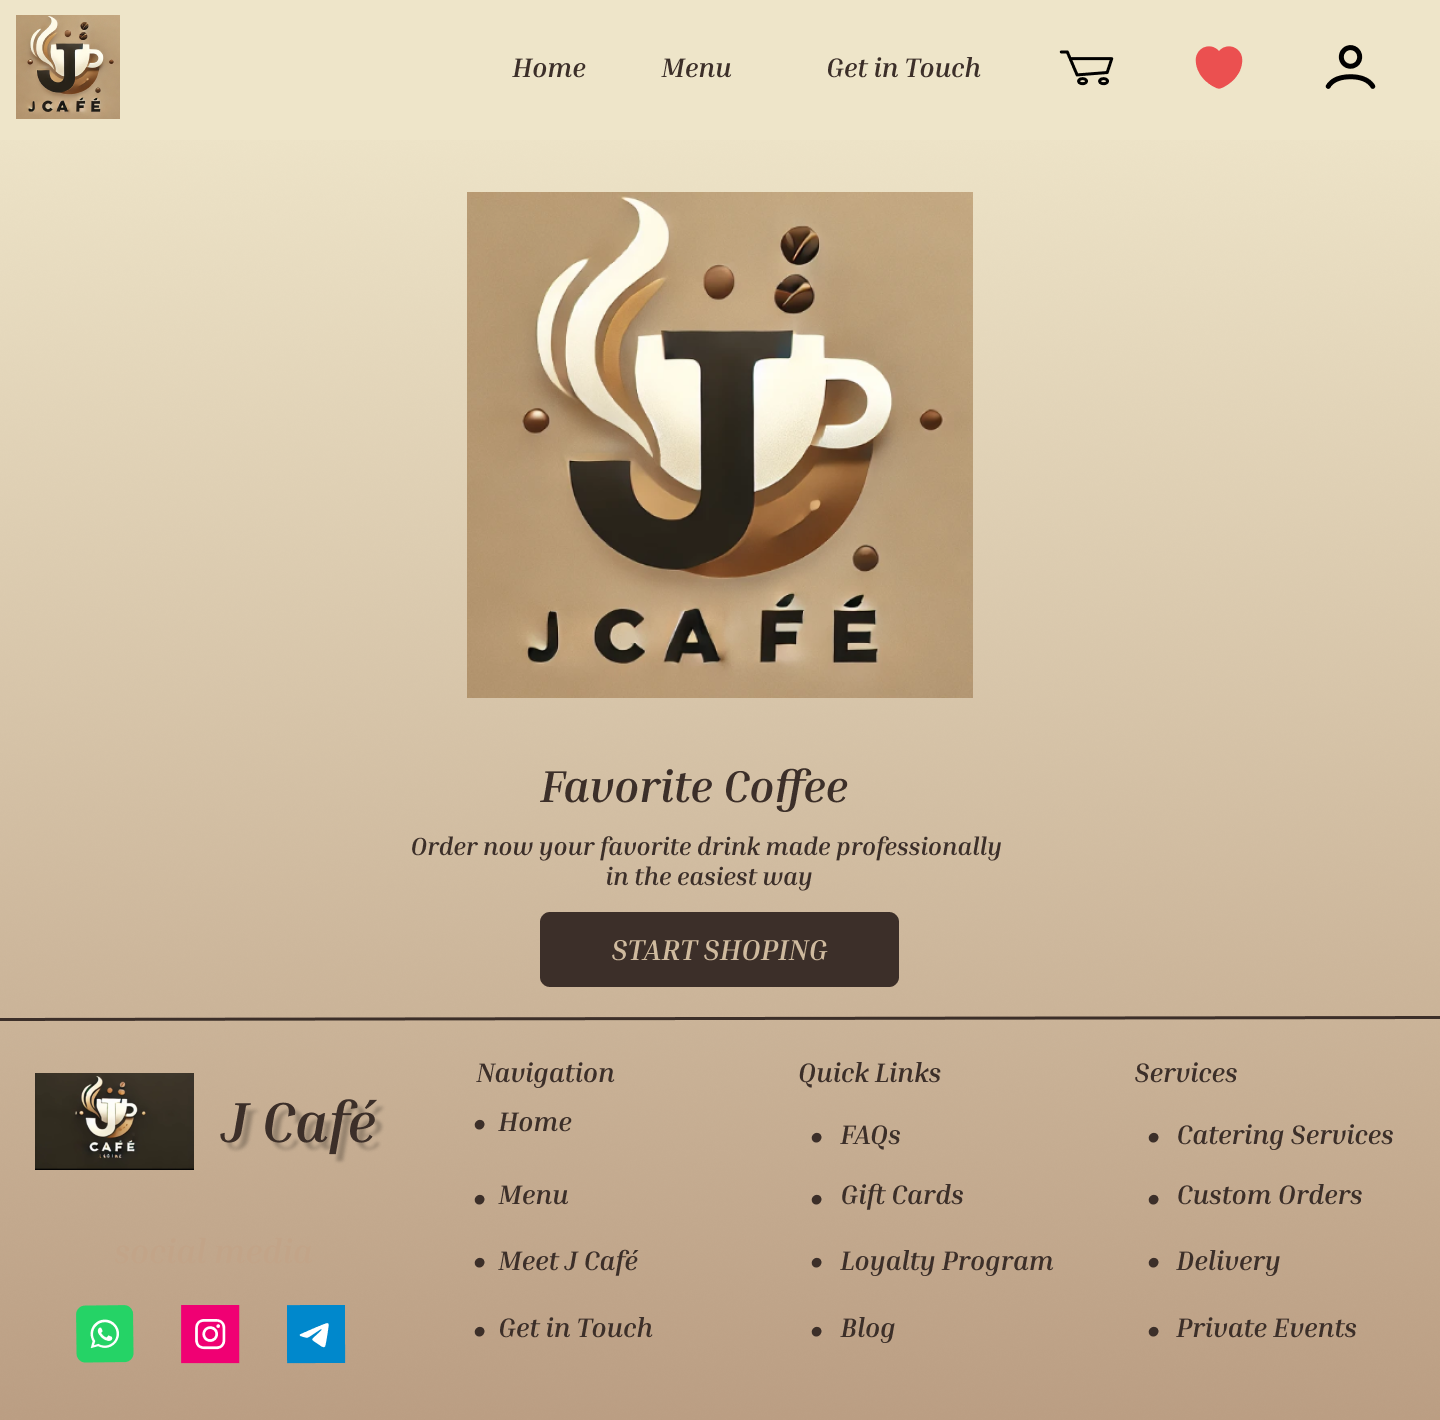 J CAFÉ
Home Menu Get in Touch
J CAF́É
Favorite Coffee
Order now your favorite drink made professionally
in the easiest way
START SHOPING
CAFÉ
J Café
social media
Navigation
• Home
• Menu
• Meet J Café
• Get in Touch
Quick Links
• FAQs
• Gift Cards
• Loyalty Program
• Blog
Services
• Catering Services
• Custom Orders
• Delivery
• Private Events